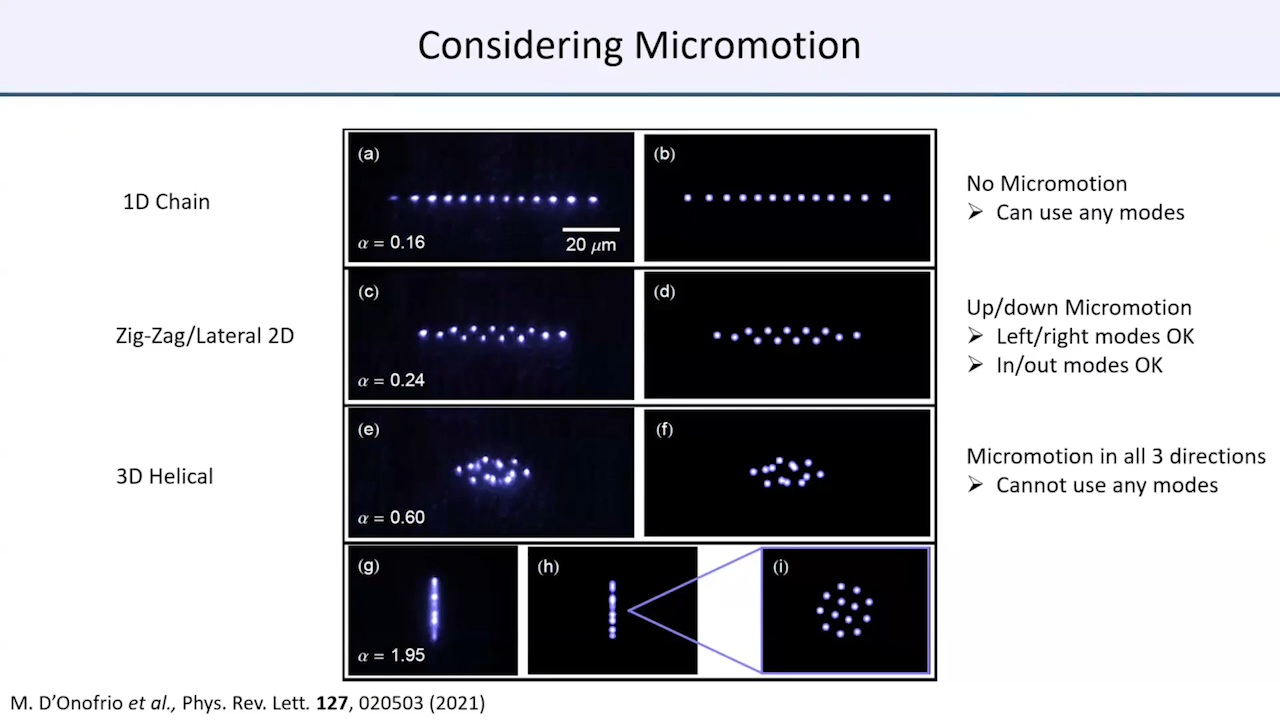 Considering Micromotion
1D Chain
(a)
α = 0.16
20 μm
(b)
No Micromotion
➢ Can use any modes
Zig-Zag/Lateral 2D
(c)
α = 0.24
(d)
Up/down Micromotion
➢ Left/right modes OK
➢ In/out modes OK
3D Helical
(e)
α = 0.60
(f)
Micromotion in all 3 directions
➢ Cannot use any modes
(g)
α = 1.95
(h)
(i)
M. D’Onofrio et al., Phys. Rev. Lett. 127, 020503 (2021)